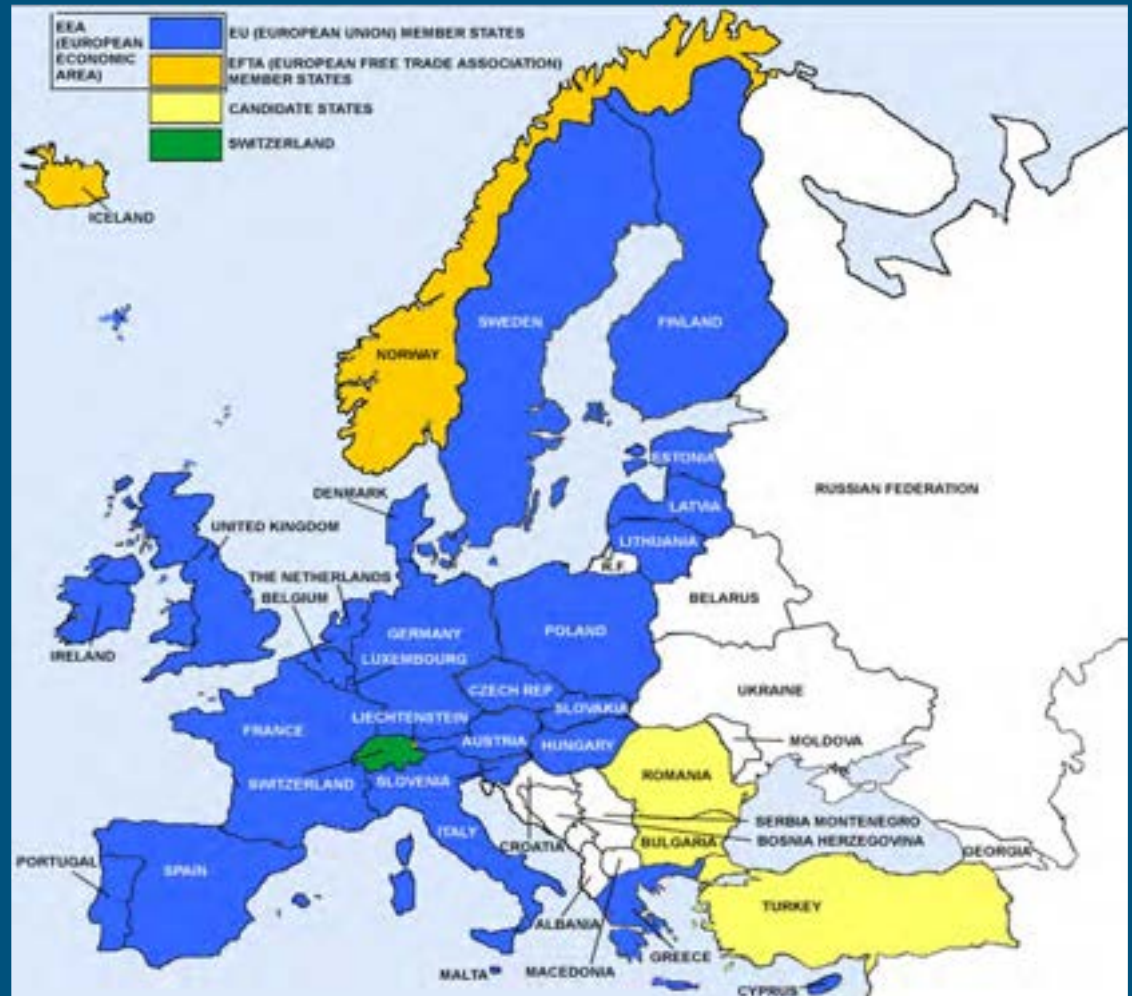 EEA
(EUROPEAN
ECONOMIC
AREA)
EU (EUROPEAN UNION) MEMBER STATES
EFTA (EUROPEAN FREE TRADE ASSOCIATION)
MEMBER STATES
CANDIDATE STATES
SWITZERLAND
ICELAND
SWEDEN
FINLAND
NORWAY
ESTONIA
RUSSIAN FEDERATION
DENMARK
LATVIA
UNITED KINGDOM
LITHUANIA
R.F.
THE NETHERLANDS
BELGIUM
BELARUS
GERMANY
POLAND
IRELAND
LUXEMBOURG
CZECH REP
UKRAINE
SLOVAKIA
LIECHTENSTEIN
FRANCE
AUSTRIA
HUNGARY
MOLDOVA
ROMANIA
SWITZERLAND
SLOVENIA
SERBIA MONTENEGRO
ITALY
BOSNIA HERZEGOVINA
CROATIA
BULGARIA
GEORGIA
PORTUGAL
SPAIN
TURKEY
ALBANIA
GREECE
MALTA
MACEDONIA
CYPRUS